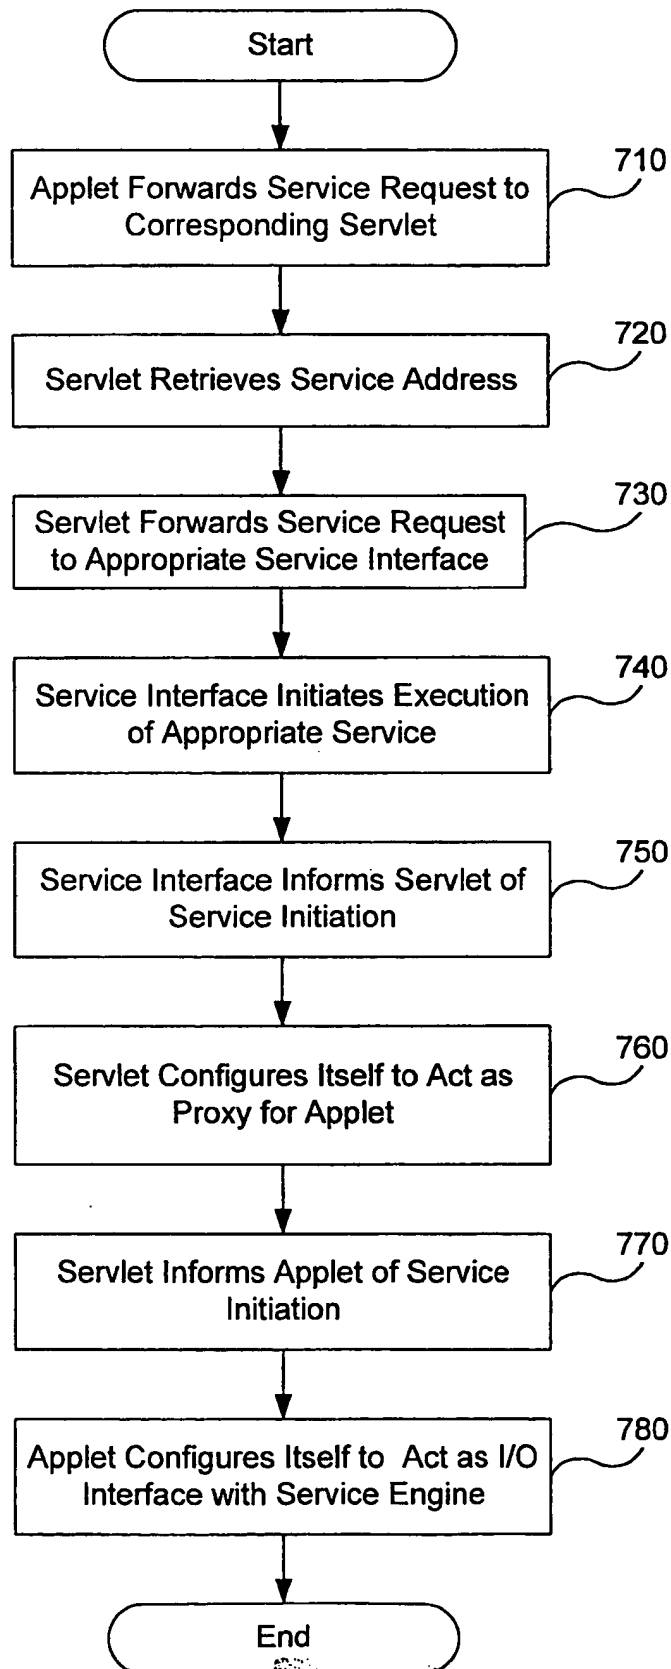 Start
710
Applet Forwards Service Request to
Corresponding Servlet
720
Servlet Retrieves Service Address
730
Servlet Forwards Service Request
to Appropriate Service Interface
740
Service Interface Initiates Execution
of Appropriate Service
750
Service Interface Informs Servlet of
Service Initiation
760
Servlet Configures Itself to Act as
Proxy for Applet
770
Servlet Informs Applet of Service
Initiation
780
Applet Configures Itself to Act as I/O
Interface with Service Engine
End